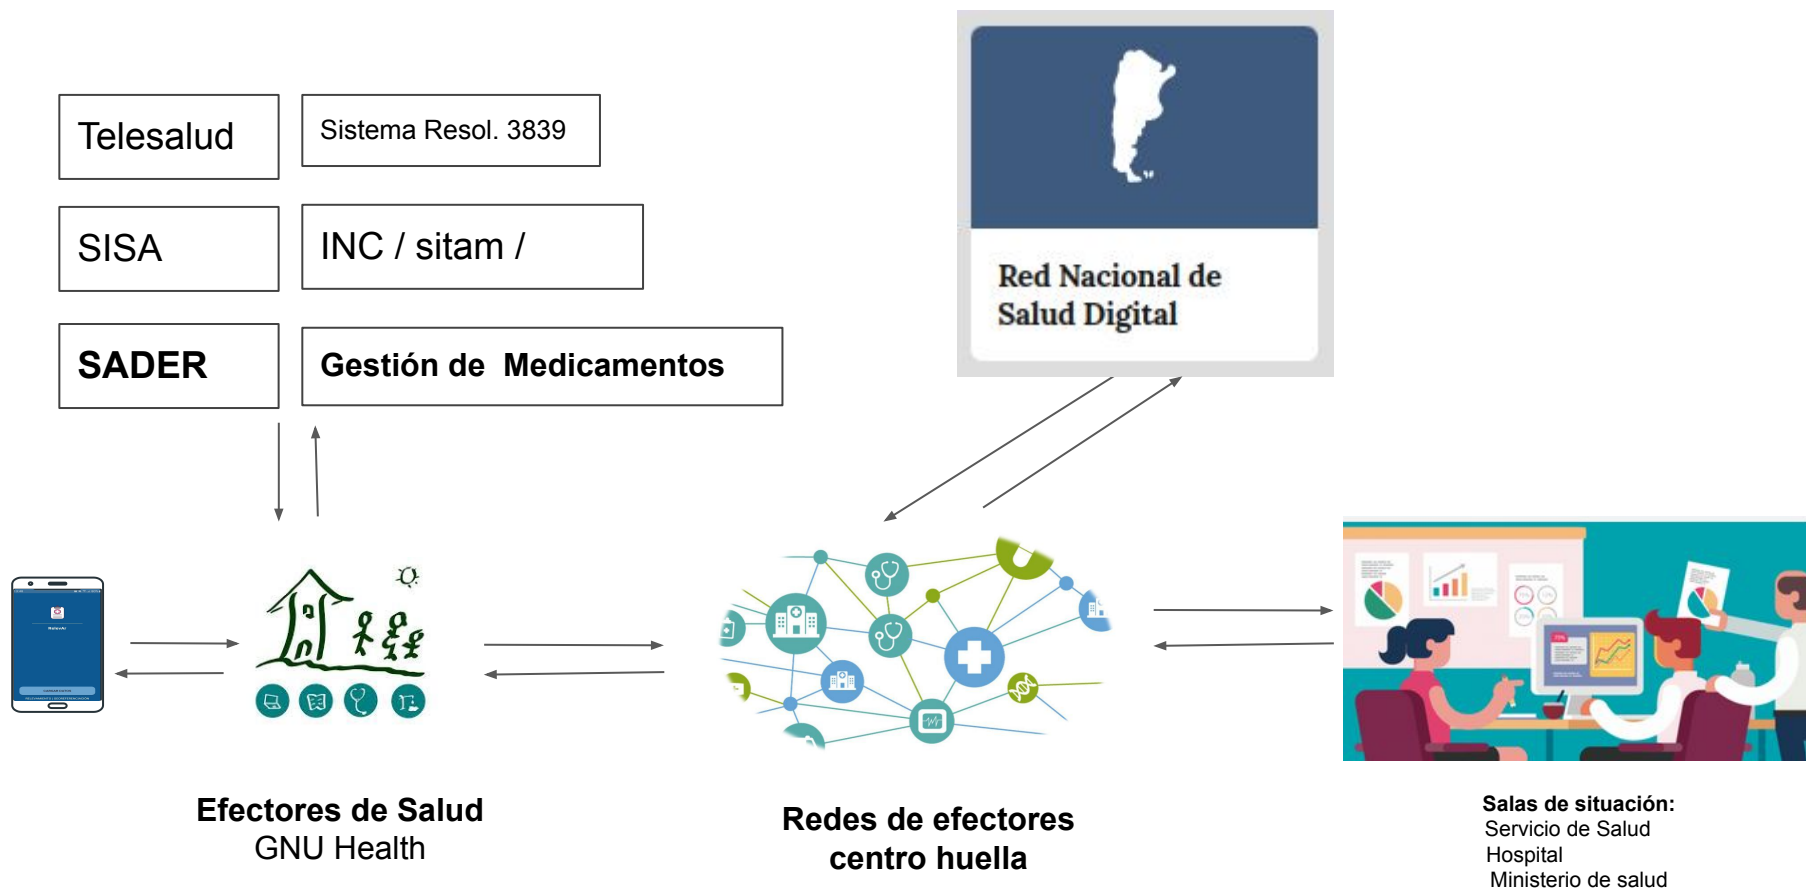 Telesalud
Sistema Resol. 3839
SISA
INC / sitam /
SADER
Gestión de Medicamentos
Red Nacional de
Salud Digital
Efectores de Salud
GNU Health
Redes de efectores
centro huella
Salas de situación:
Servicio de Salud
Hospital
Ministerio de salud